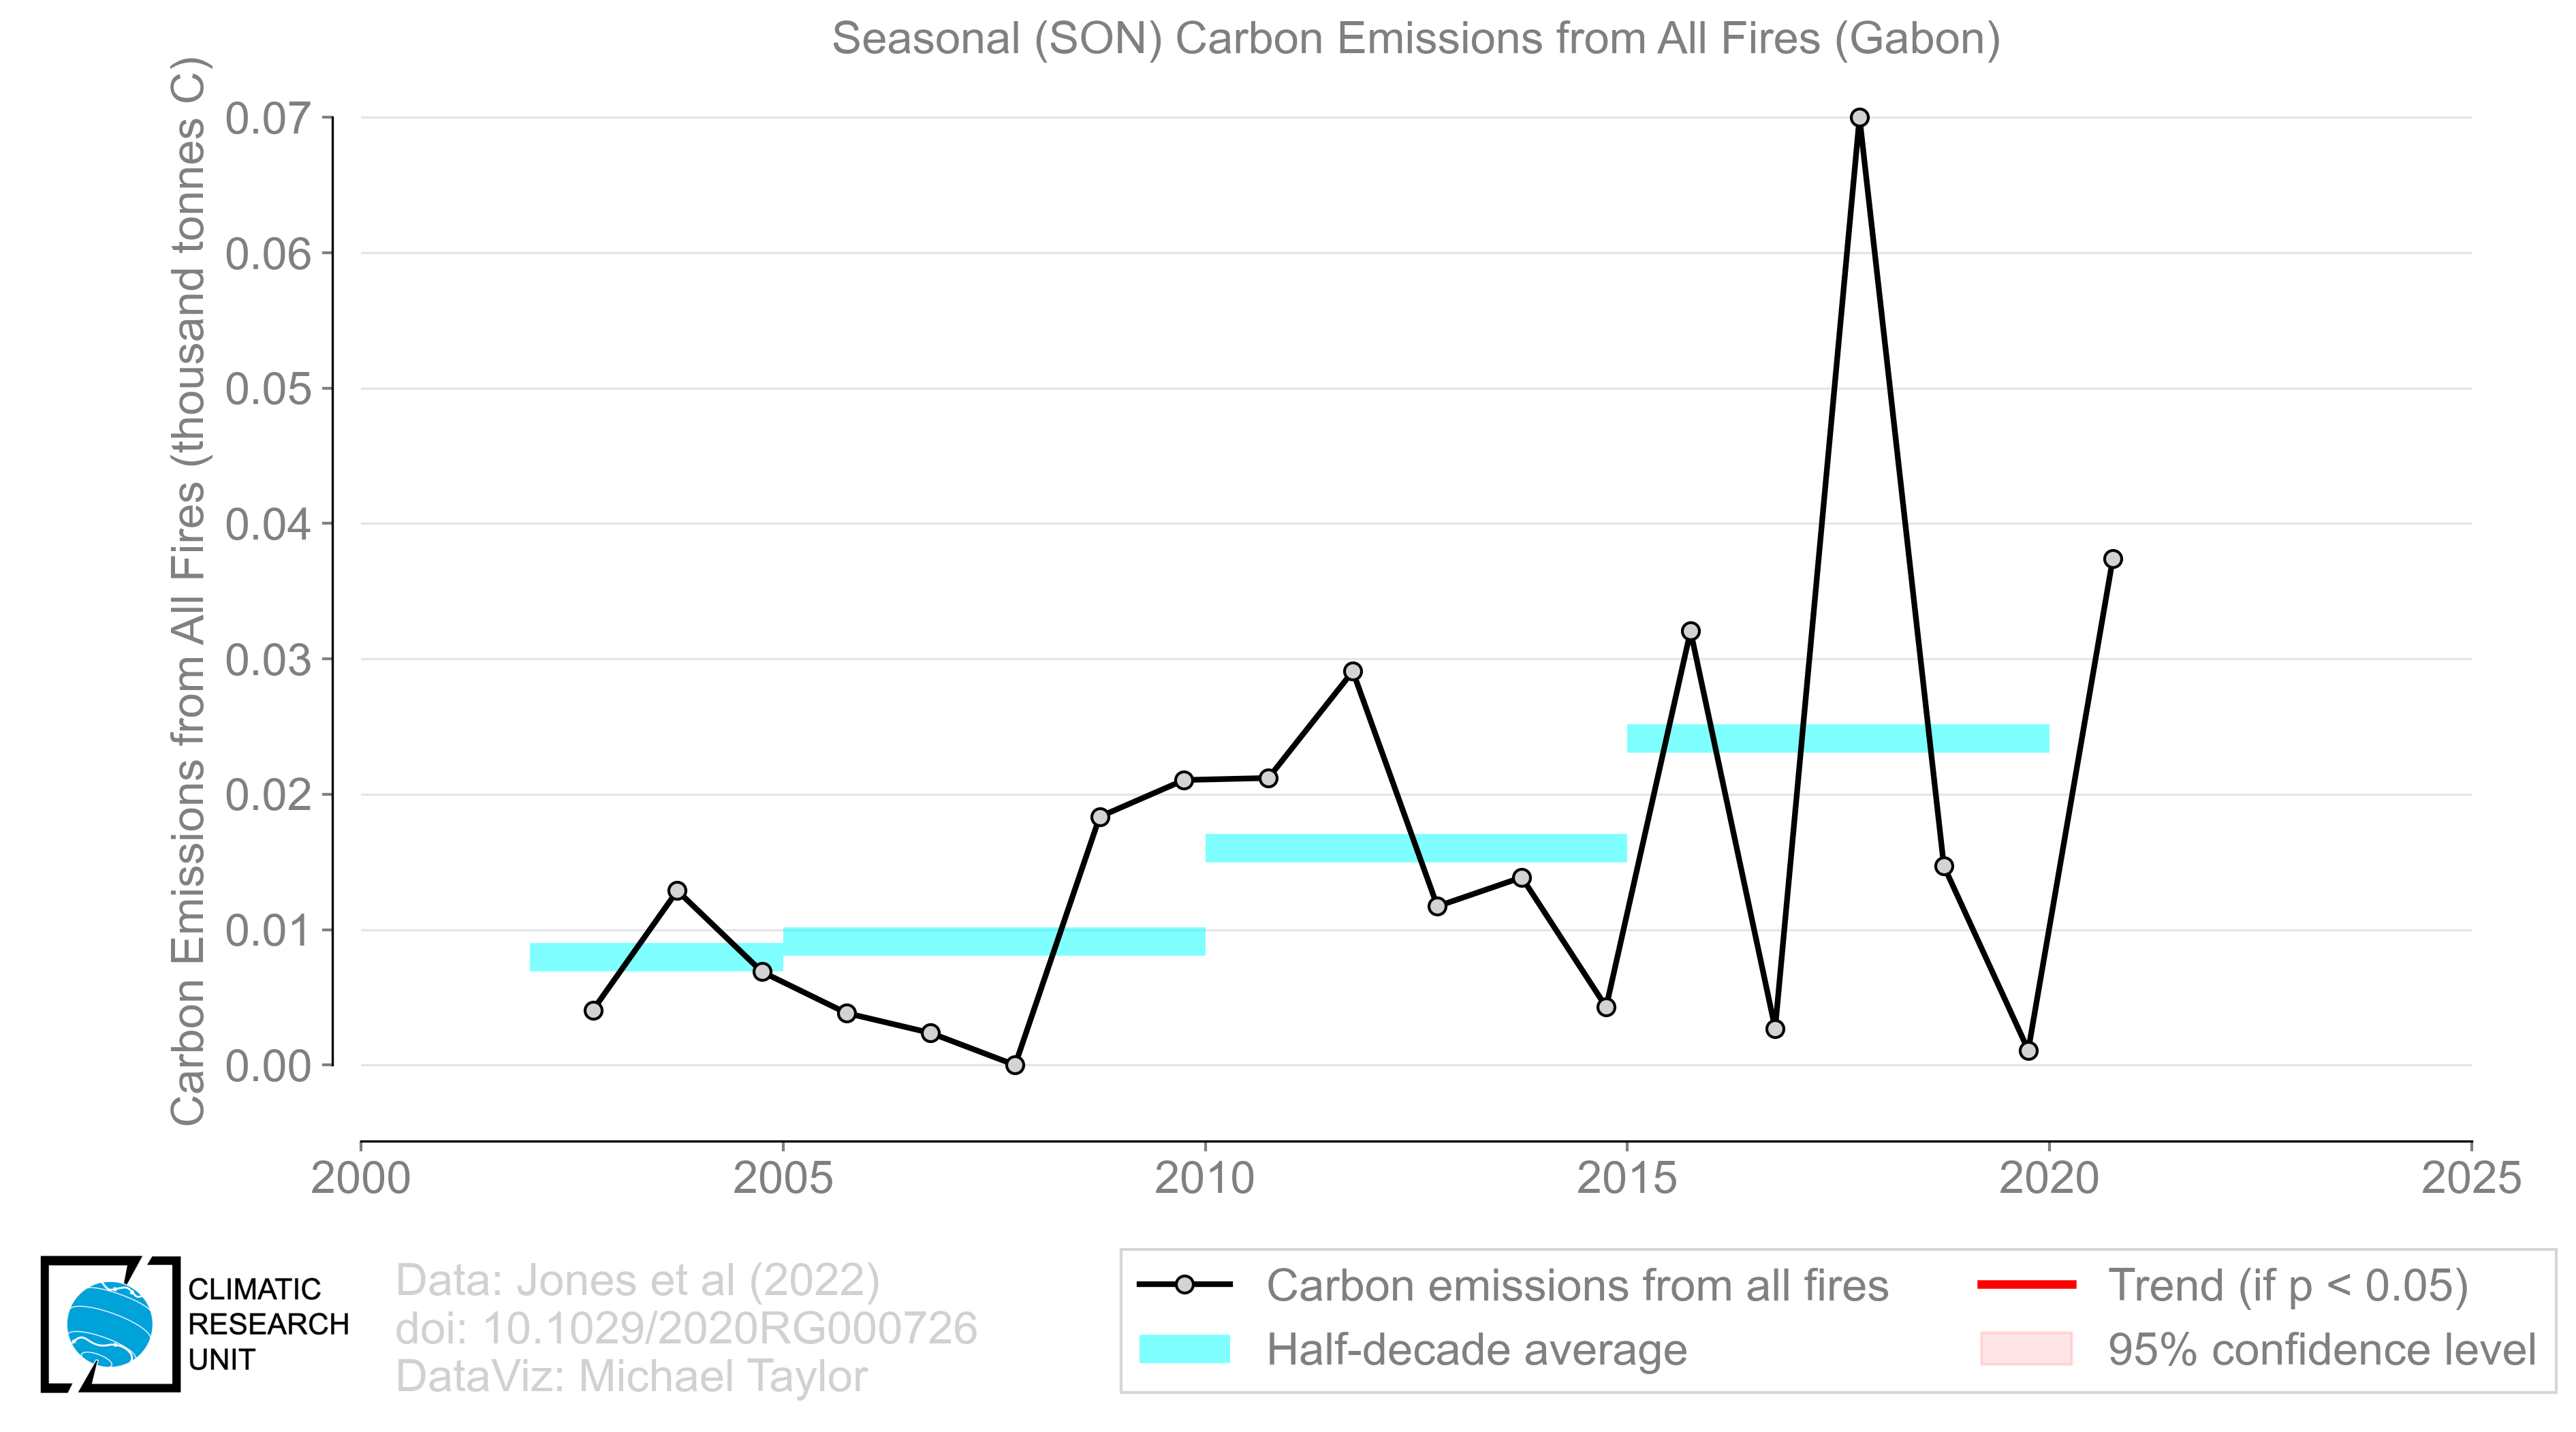 Seasonal (SON) Carbon Emissions from All Fires (Gabon)
Carbon Emissions from All Fires (thousand tonnes C)
0.07
0.06
0.05
0.04
0.03
0.02
0.01
0.00
2000 2005 2010 2015 2020 2025
CLIMATIC
RESEARCH
UNIT
Data: Jones et al (2022)
doi: 10.1029/2020RG000726
DataViz: Michael Taylor
Carbon emissions from all fires
Half-decade average
Trend (if p < 0.05)
95% confidence level